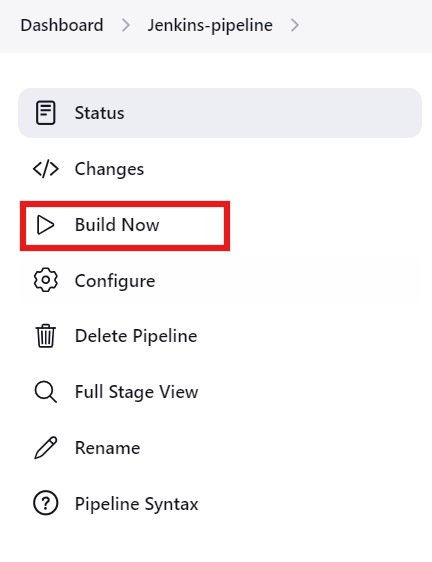 Dashboard > Jenkins-pipeline >
Status
Changes
Build Now
Configure
Delete Pipeline
Full Stage View
Rename
Pipeline Syntax